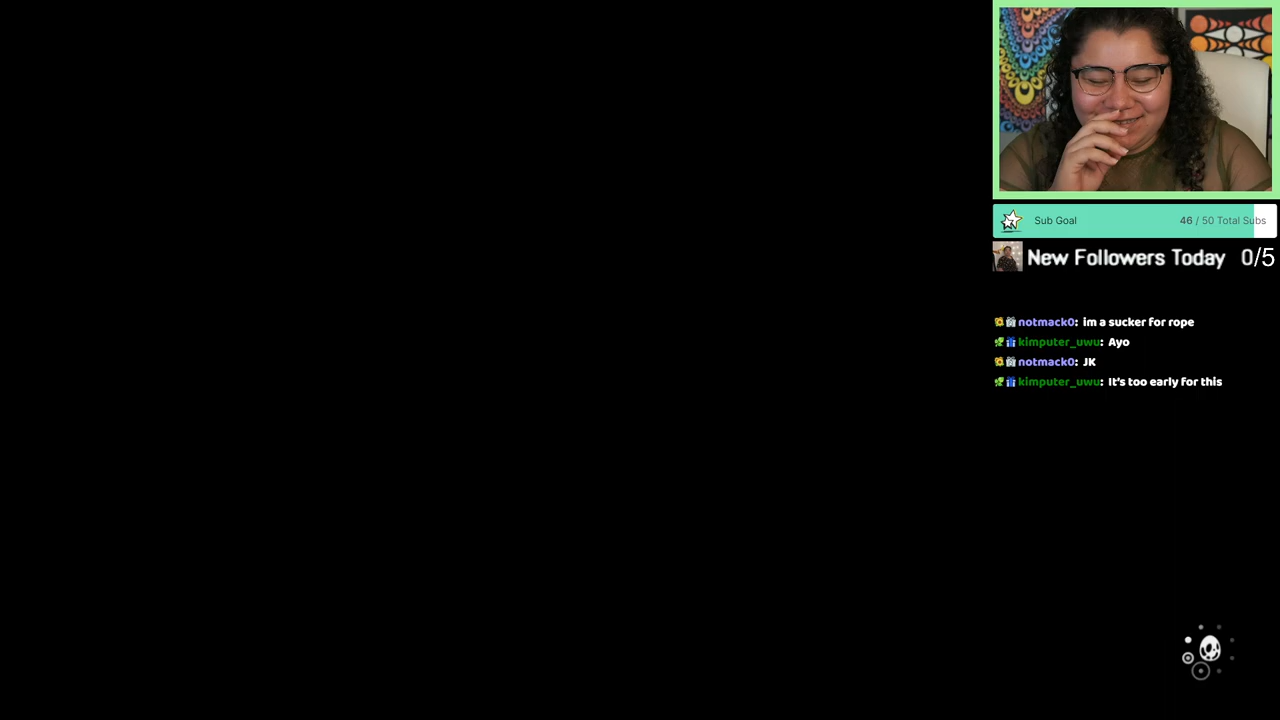 Sub Goal 46 / 50 Total Subs
New Followers Today 0/5
notmack0: im a sucker for rope
kimputer_uwu: Ayo
notmack0: JK
kimputer_uwu: It's too early for this